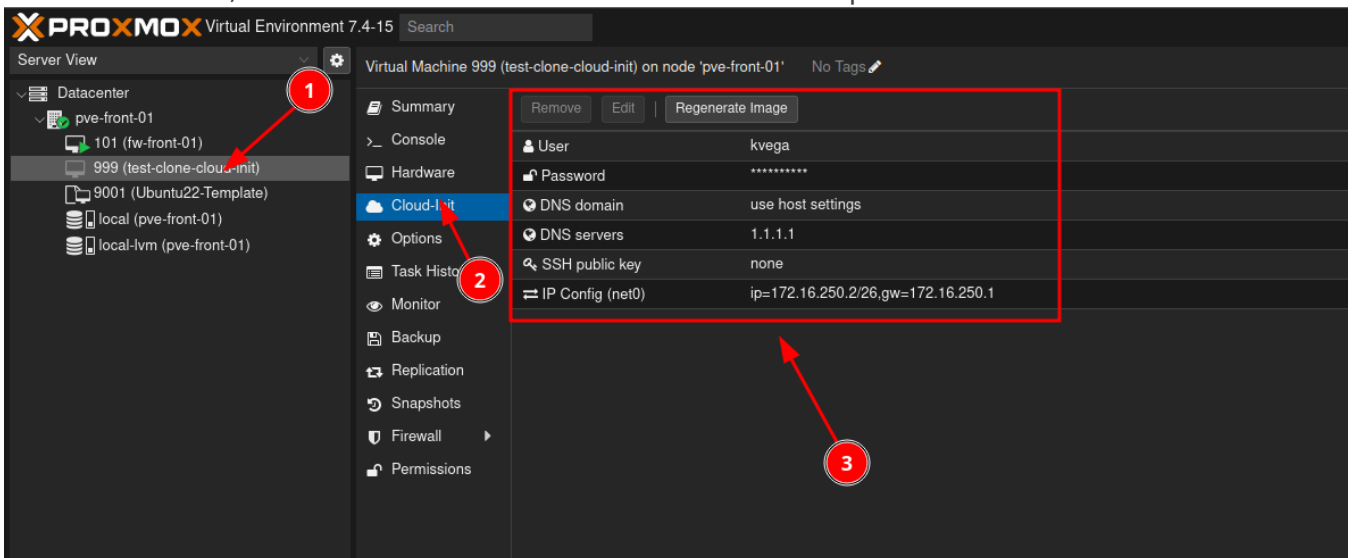 PROXMOX Virtual Environment 7.4-15 Search
Server View
Datacenter
pve-front-01
101 (fw-front-01)
999 (test-clone-cloud-init)
9001 (Ubuntu22-Template)
local (pve-front-01)
local-lvm (pve-front-01)
1
Virtual Machine 999 (test-clone-cloud-init) on node 'pve-front-01' No Tags
Summary
Console
Hardware
Cloud-Init
Options
Task History
Monitor
Backup
Replication
Snapshots
Firewall
Permissions
2
Remove Edit Regenerate Image
User kvega
Password **********
DNS domain use host settings
DNS servers 1.1.1.1
SSH public key none
IP Config (net0) ip=172.16.250.2/26,gw=172.16.250.1
3